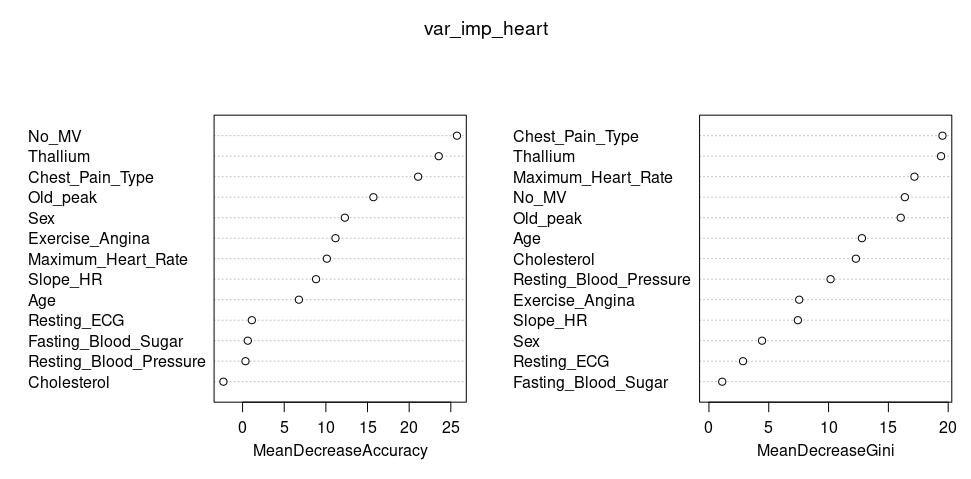 var_imp_heart
No_MV
Thallium
Chest_Pain_Type
Old_peak
Sex
Exercise_Angina
Maximum_Heart_Rate
Slope_HR
Age
Resting_ECG
Fasting_Blood_Sugar
Resting_Blood_Pressure
Cholesterol
0 5 10 15 20 25
MeanDecreaseAccuracy
Chest_Pain_Type
Thallium
Maximum_Heart_Rate
No_MV
Old_peak
Age
Cholesterol
Resting_Blood_Pressure
Exercise_Angina
Slope_HR
Sex
Resting_ECG
Fasting_Blood_Sugar
0 5 10 15 20
MeanDecreaseGini